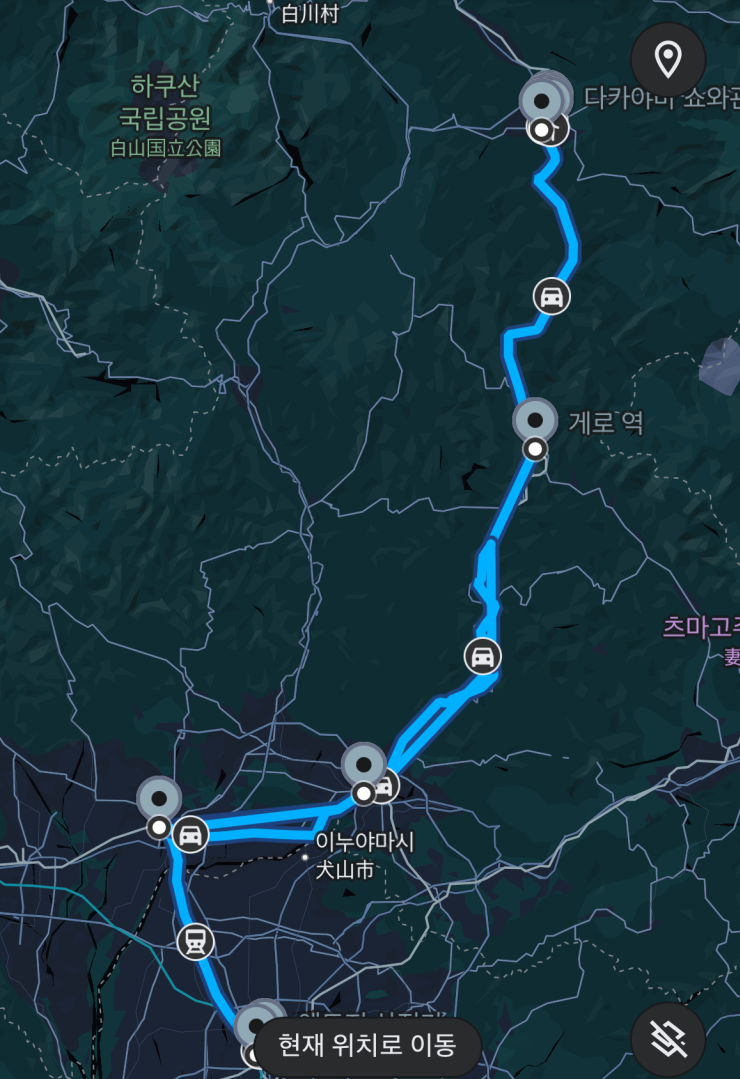 白川村
하쿠산
국립공원
白山国立公園
다카야마 쇼와관
게로 역
츠마고주
妻
이누야마시
犬山市
현재 위치로 이동